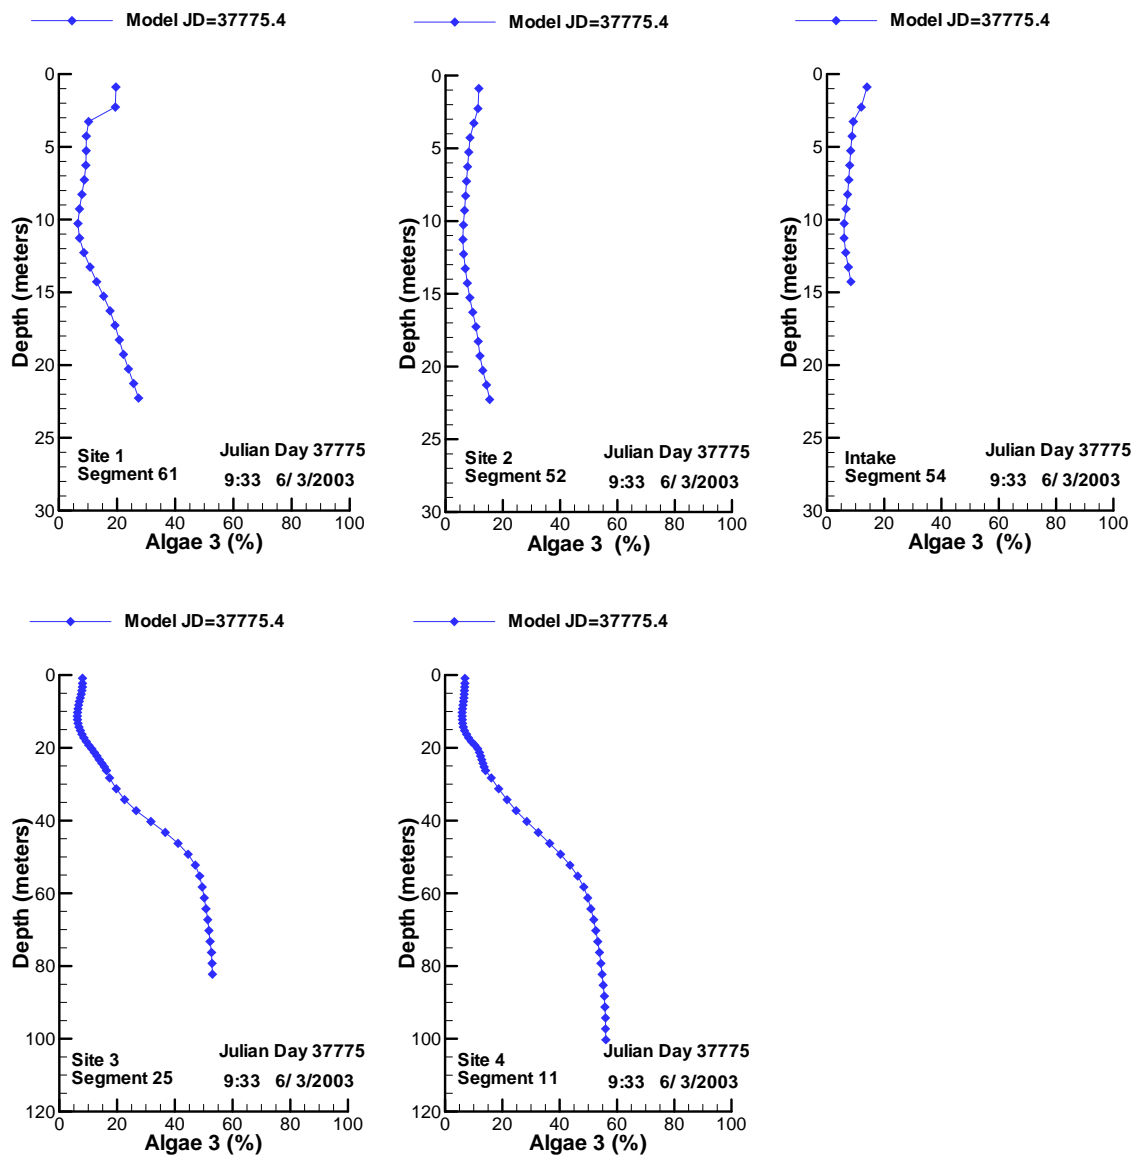 Model JD=37775.4
0
5
10
15
20
25
30
Depth (meters)
Site 1
Segment 61
Julian Day 37775
9:33 6/ 3/2003
0 20 40 60 80 100
Algae 3 (%)
Model JD=37775.4
0
5
10
15
20
25
30
Depth (meters)
Site 2
Segment 52
Julian Day 37775
9:33 6/ 3/2003
0 20 40 60 80 100
Algae 3 (%)
Model JD=37775.4
0
5
10
15
20
25
30
Depth (meters)
Intake
Segment 54
Julian Day 37775
9:33 6/ 3/2003
0 20 40 60 80 100
Algae 3 (%)
Model JD=37775.4
0
20
40
60
80
100
120
Depth (meters)
Site 3
Segment 25
Julian Day 37775
9:33 6/ 3/2003
0 20 40 60 80 100
Algae 3 (%)
Model JD=37775.4
0
20
40
60
80
100
120
Depth (meters)
Site 4
Segment 11
Julian Day 37775
9:33 6/ 3/2003
0 20 40 60 80 100
Algae 3 (%)